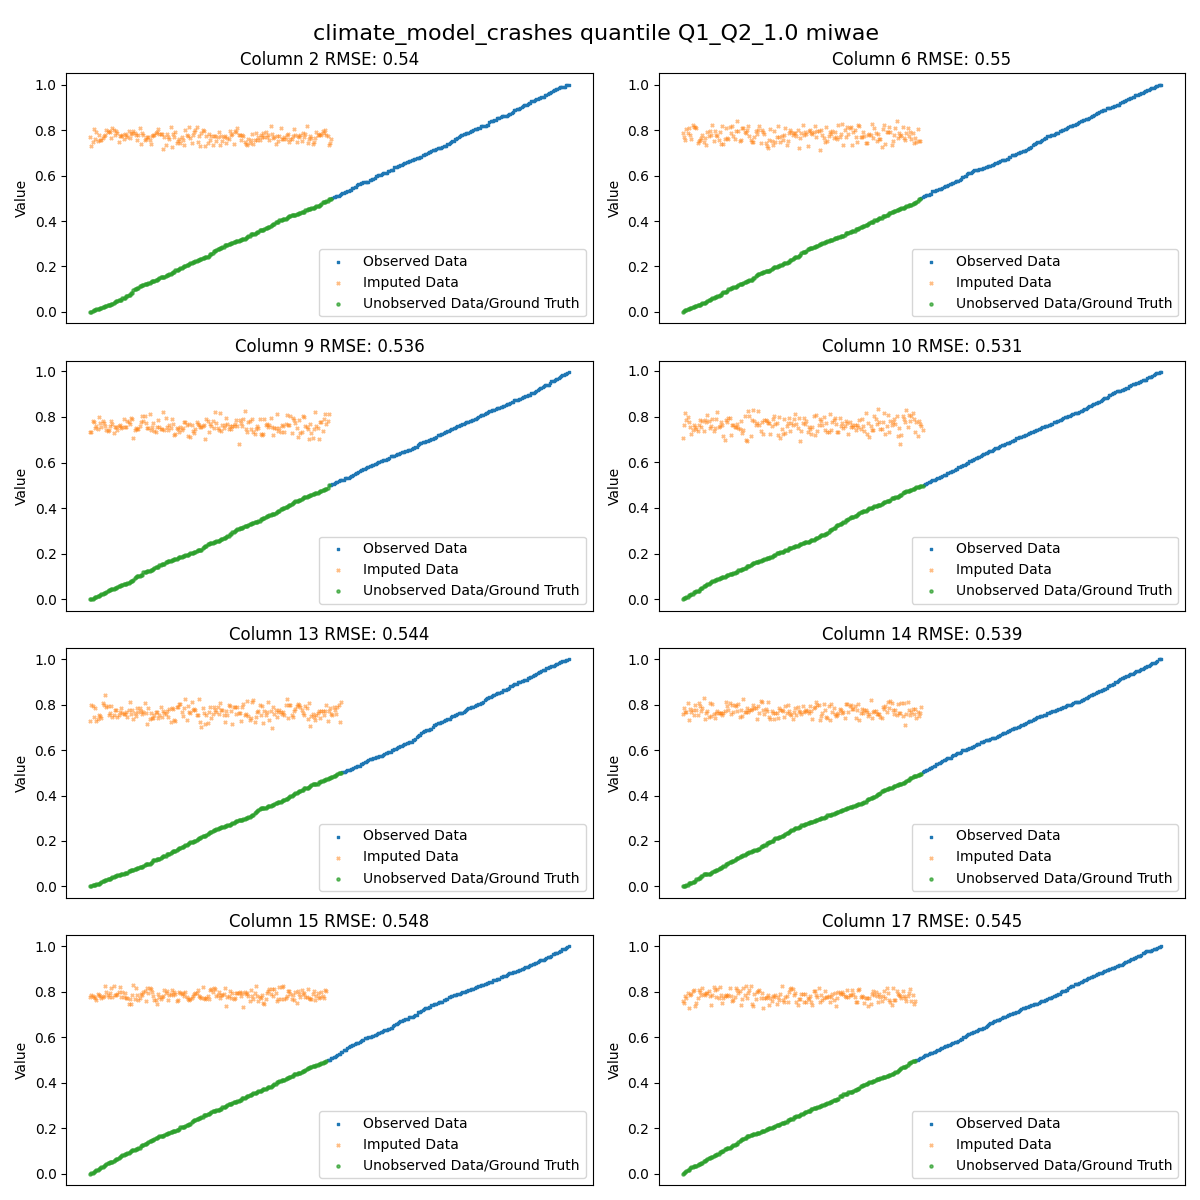 climate_model_crashes quantile Q1_Q2_1.0 miwae
Column 2 RMSE: 0.54
1.0
0.8
0.6
0.4
0.2
0.0
Value
Observed Data
Imputed Data
Unobserved Data/Ground Truth
Column 6 RMSE: 0.55
1.0
0.8
0.6
0.4
0.2
0.0
Value
Observed Data
Imputed Data
Unobserved Data/Ground Truth
Column 9 RMSE: 0.536
1.0
0.8
0.6
0.4
0.2
0.0
Value
Observed Data
Imputed Data
Unobserved Data/Ground Truth
Column 10 RMSE: 0.531
1.0
0.8
0.6
0.4
0.2
0.0
Value
Observed Data
Imputed Data
Unobserved Data/Ground Truth
Column 13 RMSE: 0.544
1.0
0.8
0.6
0.4
0.2
0.0
Value
Observed Data
Imputed Data
Unobserved Data/Ground Truth
Column 14 RMSE: 0.539
1.0
0.8
0.6
0.4
0.2
0.0
Value
Observed Data
Imputed Data
Unobserved Data/Ground Truth
Column 15 RMSE: 0.548
1.0
0.8
0.6
0.4
0.2
0.0
Value
Observed Data
Imputed Data
Unobserved Data/Ground Truth
Column 17 RMSE: 0.545
1.0
0.8
0.6
0.4
0.2
0.0
Value
Observed Data
Imputed Data
Unobserved Data/Ground Truth